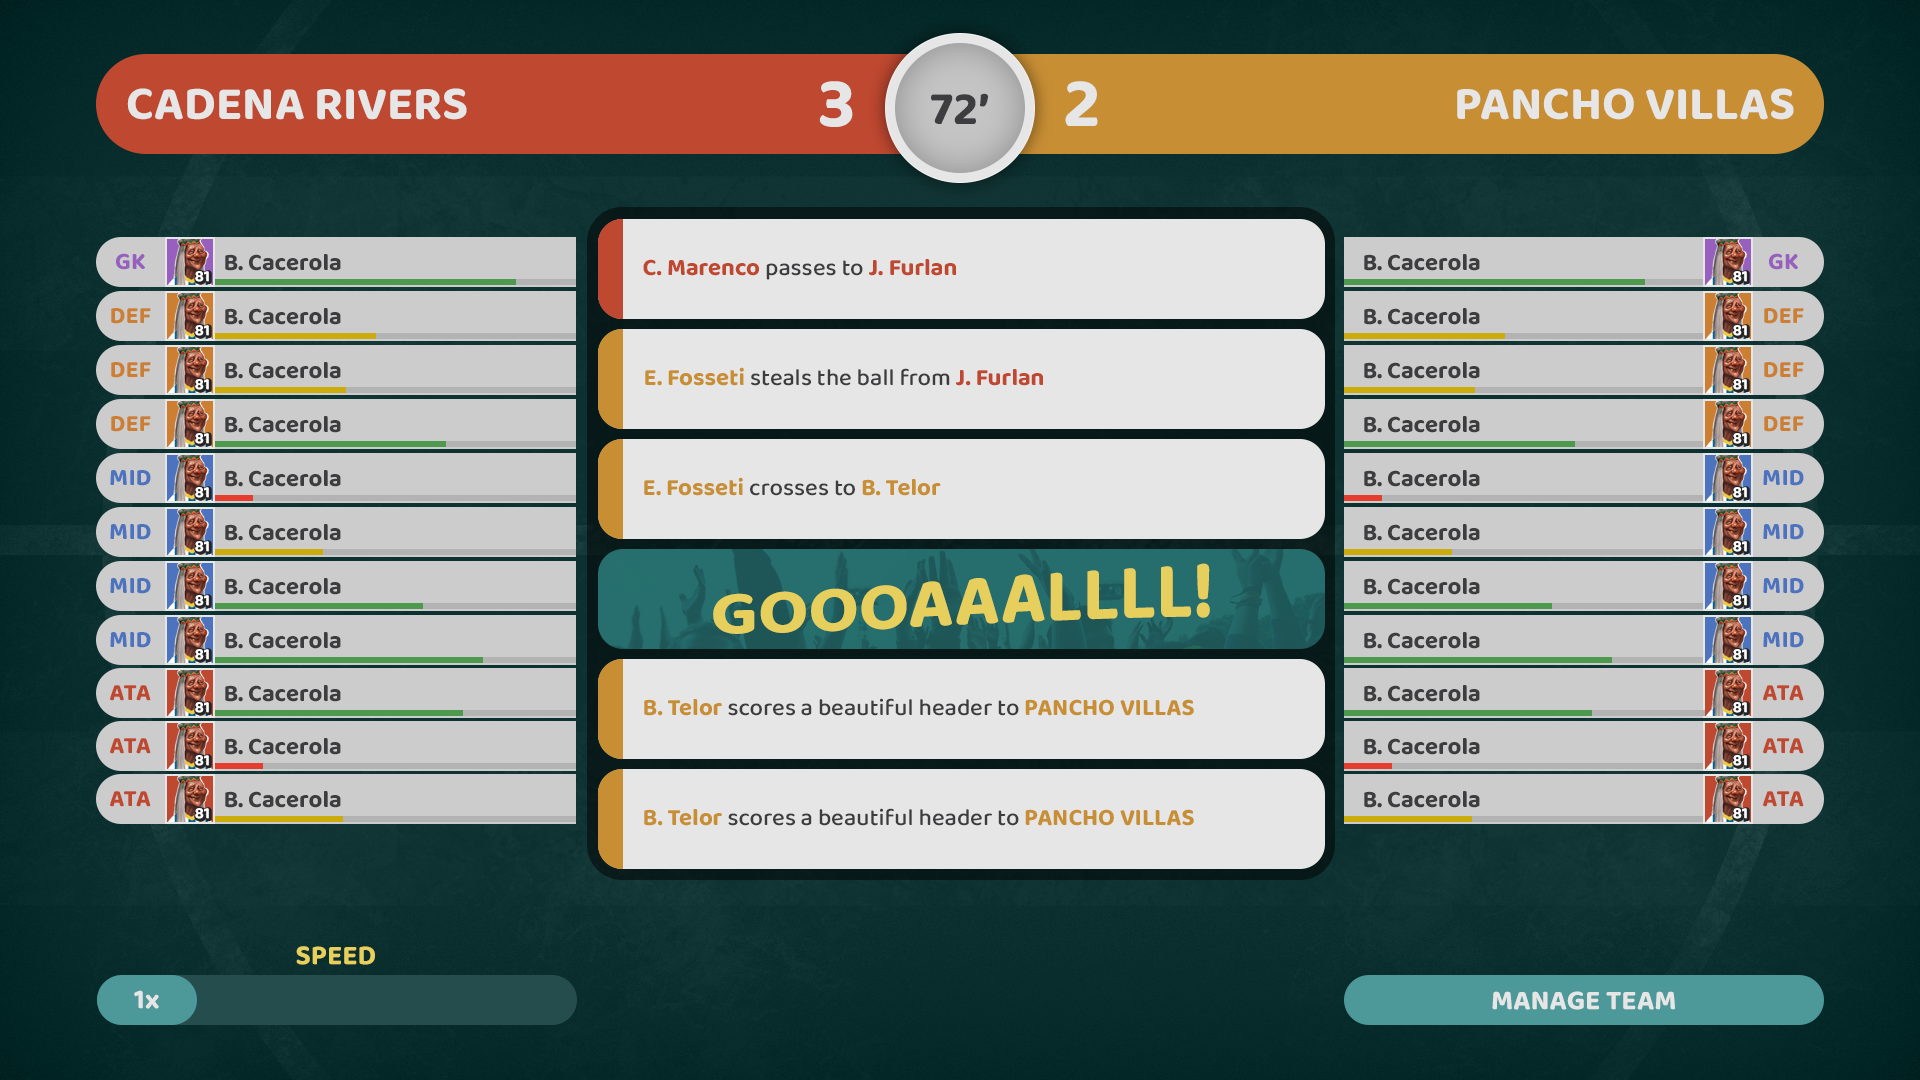 CADENA RIVERS 3 72' 2 PANCHO VILLAS
GK 81 B. Cacerola
DEF 81 B. Cacerola
DEF 81 B. Cacerola
DEF 81 B. Cacerola
MID 81 B. Cacerola
MID 81 B. Cacerola
MID 81 B. Cacerola
MID 81 B. Cacerola
ATA 81 B. Cacerola
ATA 81 B. Cacerola
ATA 81 B. Cacerola
C. Marenco passes to J. Furlan
E. Fosseti steals the ball from J. Furlan
E. Fosseti crosses to B. Telor
GOOOAAALLLL!
B. Telor scores a beautiful header to PANCHO VILLAS
B. Telor scores a beautiful header to PANCHO VILLAS
B. Cacerola 81 GK
B. Cacerola 81 DEF
B. Cacerola 81 DEF
B. Cacerola 81 DEF
B. Cacerola 81 MID
B. Cacerola 81 MID
B. Cacerola 81 MID
B. Cacerola 81 MID
B. Cacerola 81 ATA
B. Cacerola 81 ATA
B. Cacerola 81 ATA
SPEED
1x
MANAGE TEAM